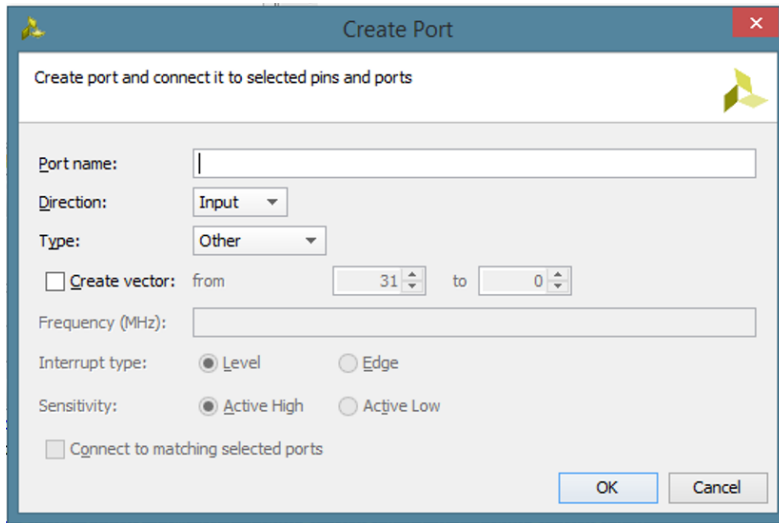 Create Port
Create port and connect it to selected pins and ports
Port name:
Direction: Input
Type: Other
Create vector: from 31 to 0
Frequency (MHz):
Interrupt type: Level Edge
Sensitivity: Active High Active Low
Connect to matching selected ports
OK Cancel